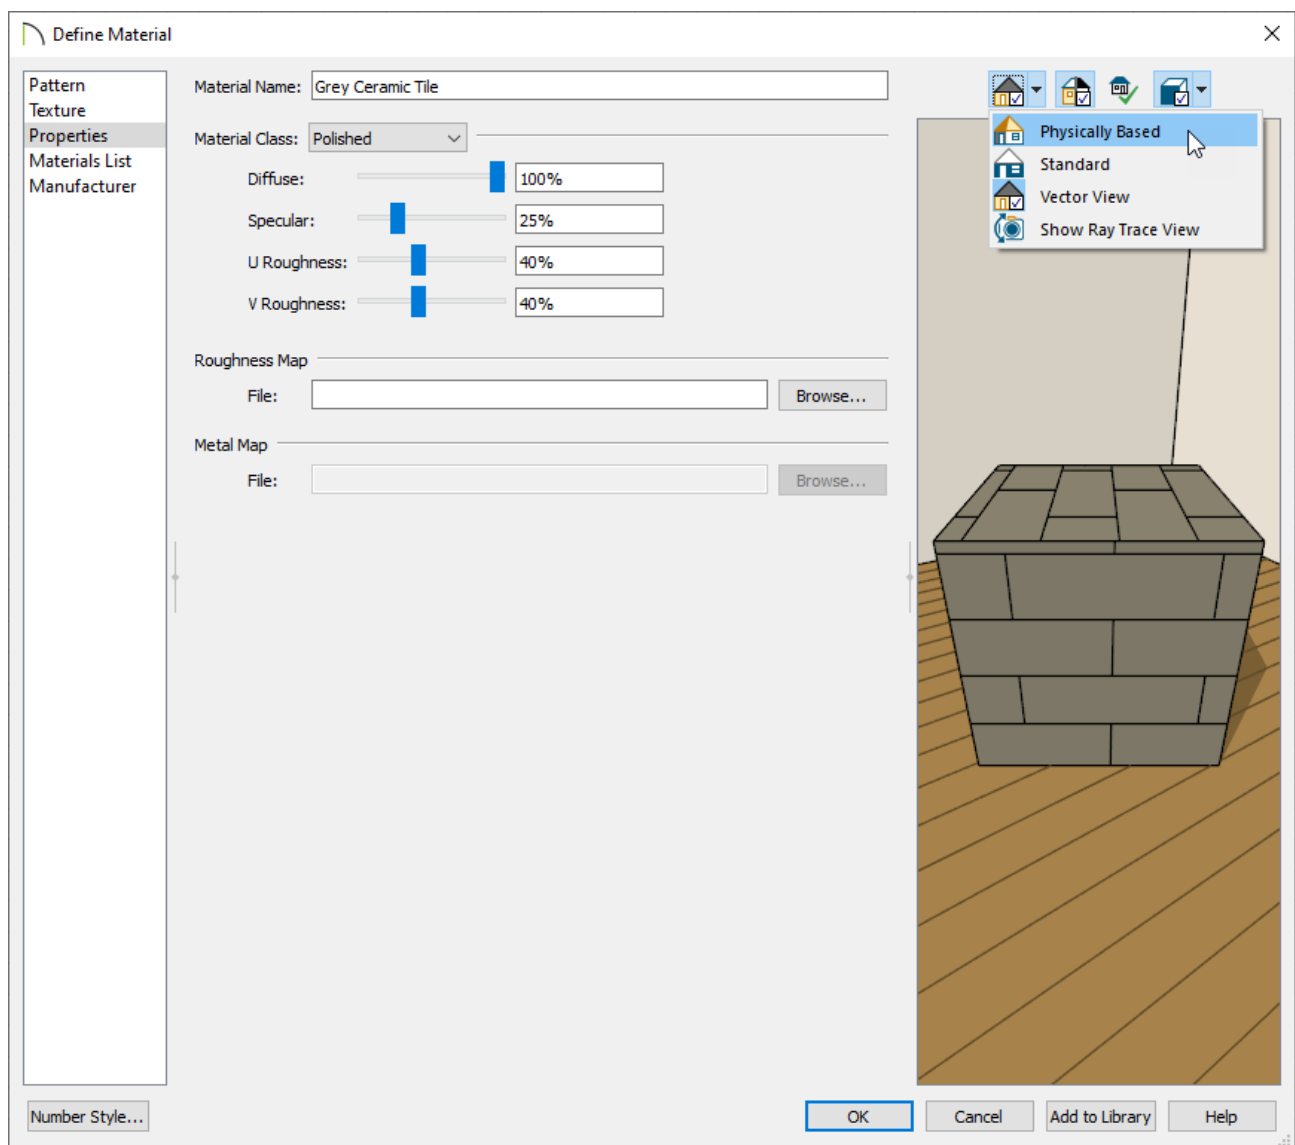 Define Material
Pattern
Texture
Properties
Materials List
Manufacturer
Material Name: Grey Ceramic Tile
Material Class: Polished
Diffuse: 100%
Specular: 25%
U Roughness: 40%
V Roughness: 40%
Roughness Map
File: Browse...
Metal Map
File: Browse...
Physically Based
Standard
Vector View
Show Ray Trace View
Number Style... OK Cancel Add to Library Help